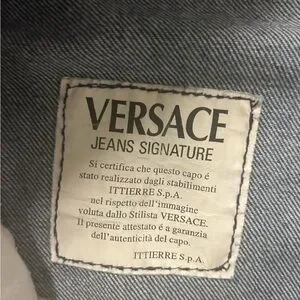 VERSACE
JEANS SIGNATURE
Si certifica che questo capo é
stato realizzato dagli stabilimenti
ITTIERRE S.p.A.
nel rispetto dell'immagine
voluta dallo Stilista VERSACE.
Il presente attestato é a garanzia
dell'autenticità del capo.
ITTIERRE S.p.A.